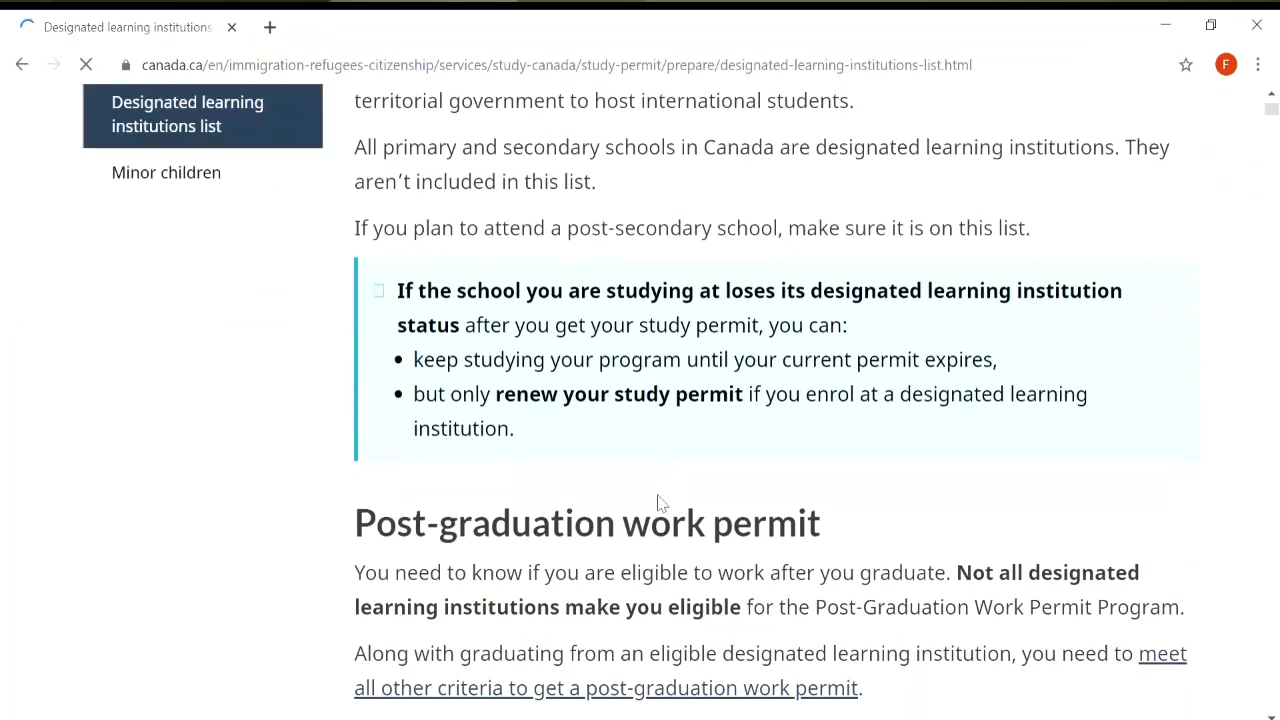 Designated learning institutions
canada.ca/en/immigration-refugees-citizenship/services/study-canada/study-permit/prepare/designated-learning-institutions-list.html
F
Designated learning
institutions list
Minor children
territorial government to host international students.
All primary and secondary schools in Canada are designated learning institutions. They
aren’t included in this list.
If you plan to attend a post-secondary school, make sure it is on this list.
If the school you are studying at loses its designated learning institution
status after you get your study permit, you can:
• keep studying your program until your current permit expires,
• but only renew your study permit if you enrol at a designated learning
institution.
Post-graduation work permit
You need to know if you are eligible to work after you graduate. Not all designated
learning institutions make you eligible for the Post-Graduation Work Permit Program.
Along with graduating from an eligible designated learning institution, you need to meet
all other criteria to get a post-graduation work permit.